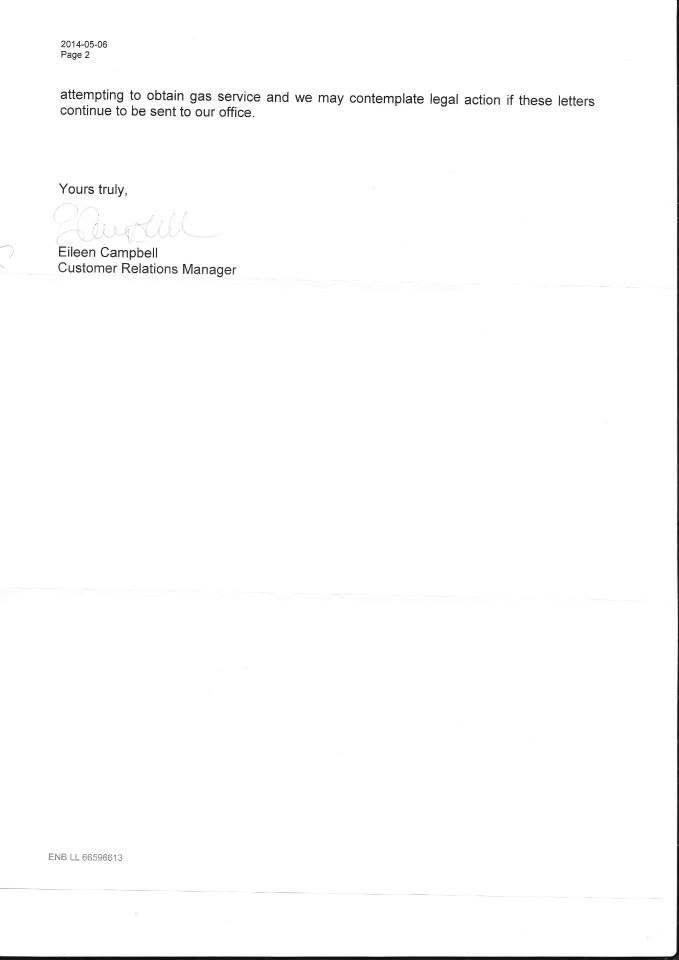 2014-05-06
Page 2
attempting to obtain gas service and we may contemplate legal action if these letters
continue to be sent to our office.
Yours truly,
Eileen Campbell
Customer Relations Manager
ENB LL 66596613